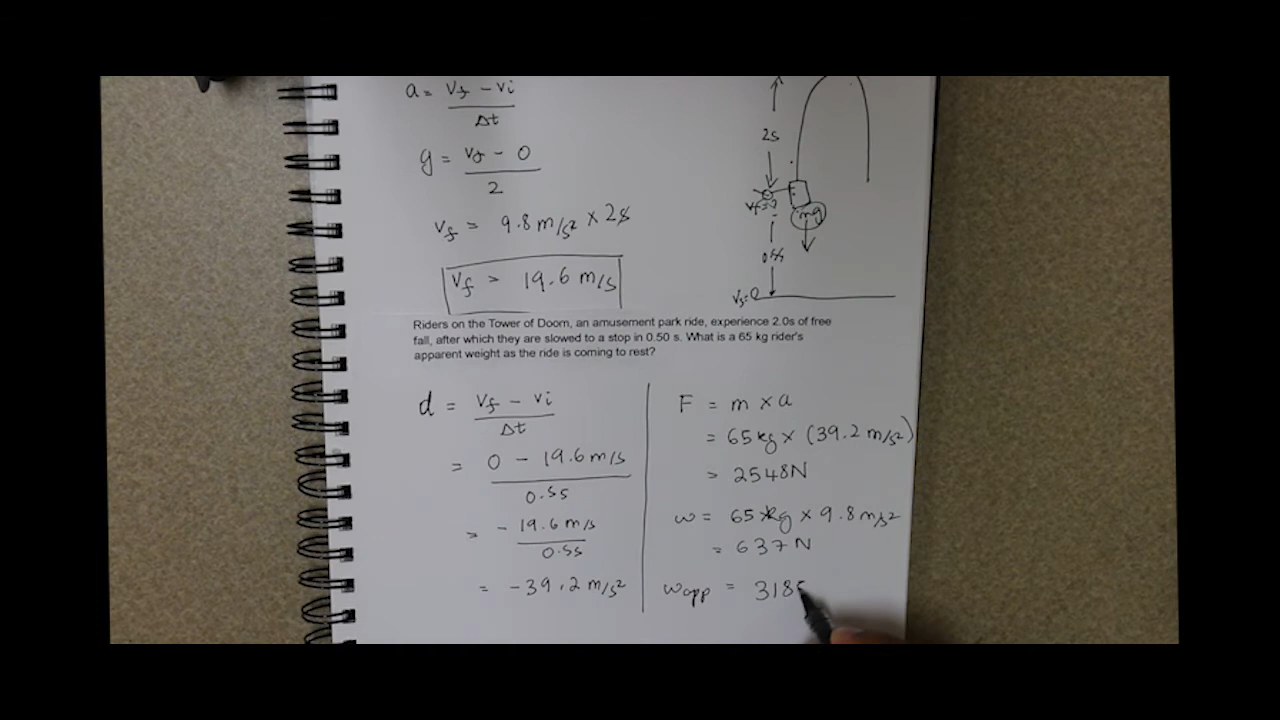 a = Vf - Vi
Δt
g = Vf - 0
2
Vf = 9.8 m/s² × 2s
Vf = 19.6 m/s
2s
Vf=?
mg
0.5s
Vf=0
Riders on the Tower of Doom, an amusement park ride, experience 2.0s of free
fall, after which they are slowed to a stop in 0.50 s. What is a 65 kg rider's
apparent weight as the ride is coming to rest?
d = Vf - Vi
Δt
= 0 - 19.6 m/s
0.5s
= - 19.6 m/s
0.5s
= -39.2 m/s²
F = m × a
= 65 kg × (39.2 m/s²)
= 2548N
w = 65 kg × 9.8 m/s²
= 637 N
wapp = 3185